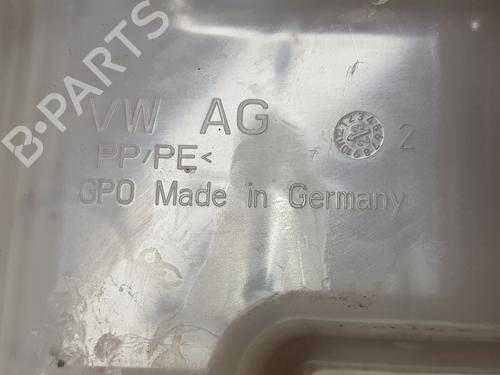 B-PARTS
VW AG
PP/PE<
GPO Made in Germany
2